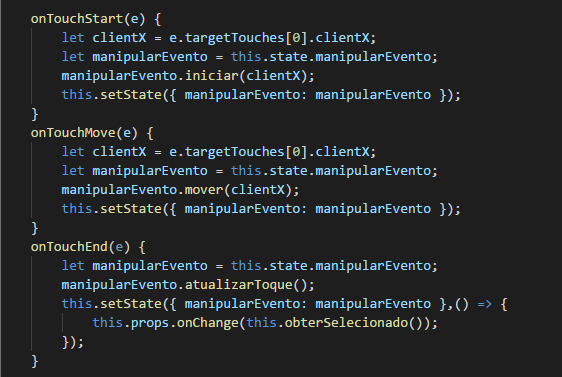 onTouchStart(e) {
    let clientX = e.targetTouches[0].clientX;
    let manipularEvento = this.state.manipularEvento;
    manipularEvento.iniciar(clientX);
    this.setState({ manipularEvento: manipularEvento });
}
onTouchMove(e) {
    let clientX = e.targetTouches[0].clientX;
    let manipularEvento = this.state.manipularEvento;
    manipularEvento.mover(clientX);
    this.setState({ manipularEvento: manipularEvento });
}
onTouchEnd(e) {
    let manipularEvento = this.state.manipularEvento;
    manipularEvento.atualizarToque();
    this.setState({ manipularEvento: manipularEvento },() => {
        this.props.onChange(this.obterSelecionado());
    });
}